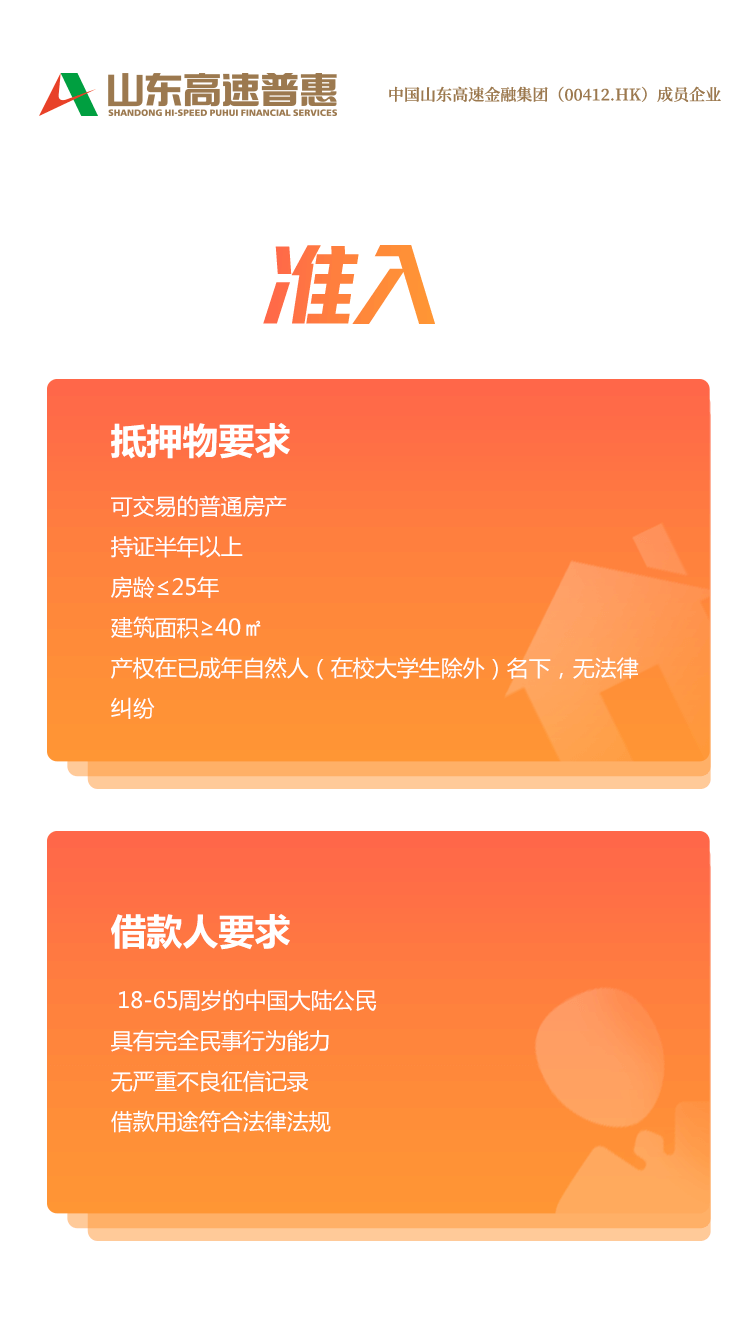 山东高速普惠
SHANDONG HI-SPEED PUHUI FINANCIAL SERVICES
中国山东高速金融集团（00412.HK）成员企业
准入
抵押物要求
可交易的普通房产
持证半年以上
房龄≤25年
建筑面积≥40㎡
产权在已成年自然人（在校大学生除外）名下，无法律
纠纷
借款人要求
18-65周岁的中国大陆公民
具有完全民事行为能力
无严重不良征信记录
借款用途符合法律法规